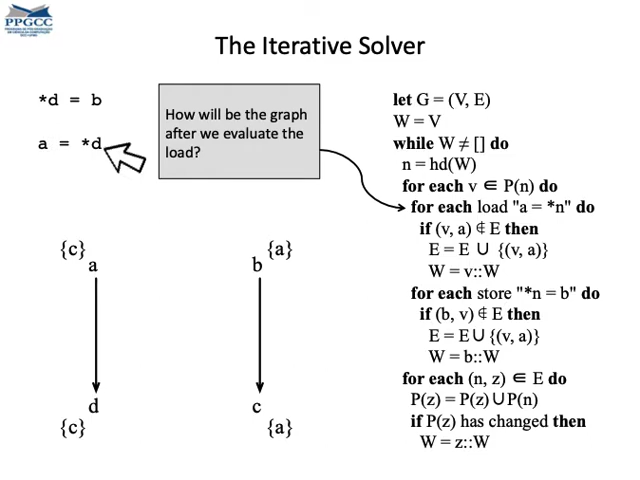 PPGCC
The Iterative Solver
*d = b
a = *d
How will be the graph
after we evaluate the
load?
{c}
a
d
{c}
{a}
b
c
{a}
let G = (V, E)
W = V
while W ≠ [] do
n = hd(W)
for each v ∈ P(n) do
for each load "a = *n" do
if (v, a) ∉ E then
E = E ∪ {(v, a)}
W = v::W
for each store "*n = b" do
if (b, v) ∉ E then
E = E∪{(v, a)}
W = b::W
for each (n, z) ∈ E do
P(z) = P(z)∪P(n)
if P(z) has changed then
W = z::W